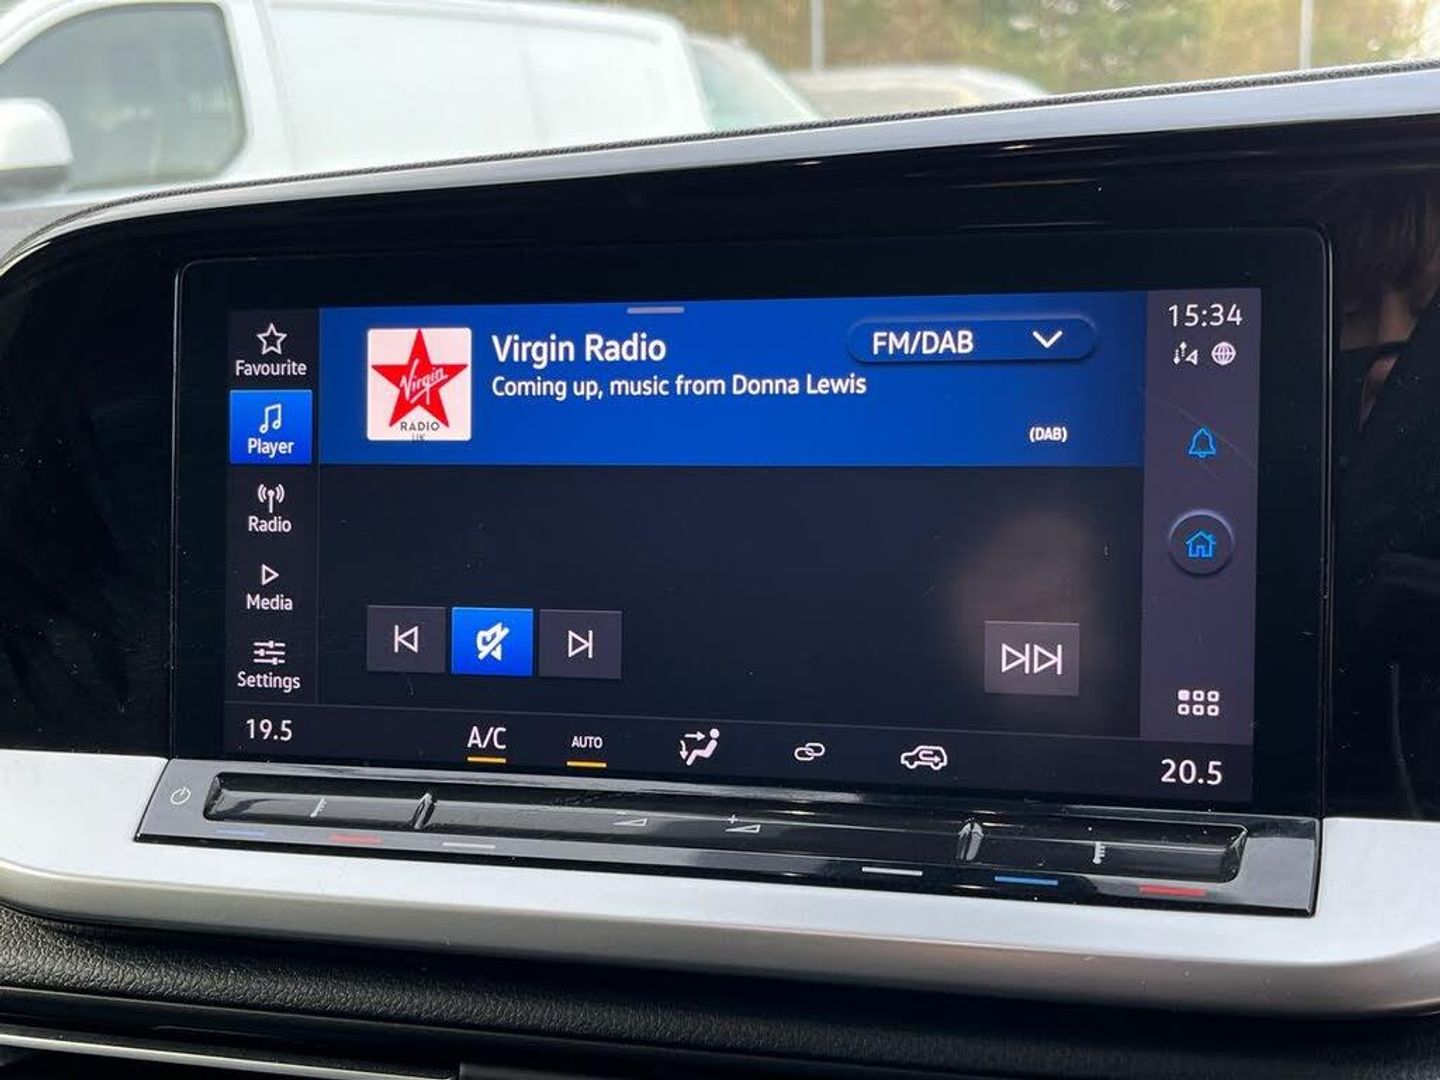 Favourite
Player
Radio
Media
Settings
Virgin
RADIO
UK
Virgin Radio
Coming up, music from Donna Lewis
FM/DAB
(DAB)
15:34
19.5
A/C
AUTO
20.5